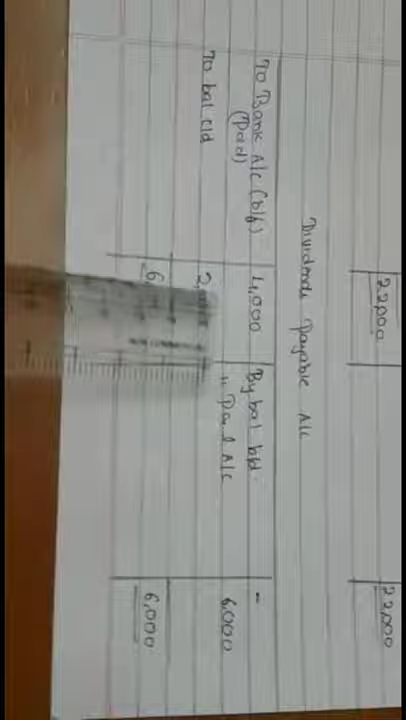 22,000 22,000
Dividends Payable A/c
To Bank A/c (b/f) 4,000 By bal b/d -
(Paid) " P a l A/c 6,000
To bal c/d
6,000